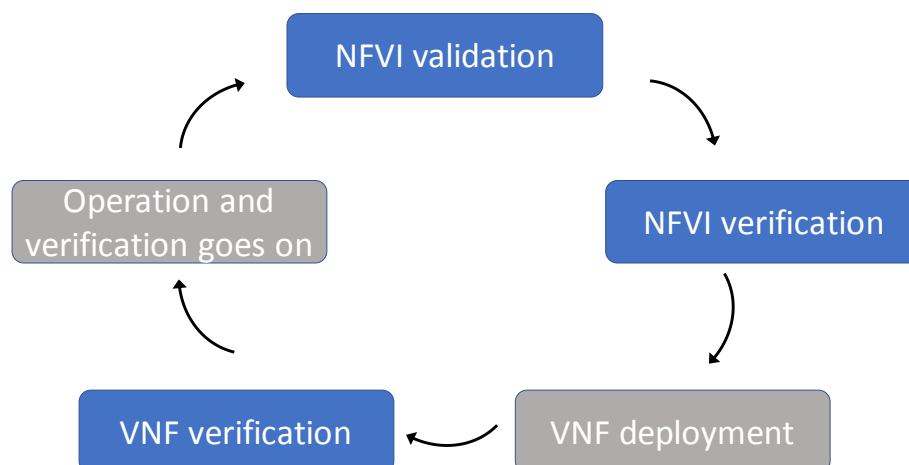 NFVI validation
NFVI verification
VNF deployment
VNF verification
Operation and
verification goes on